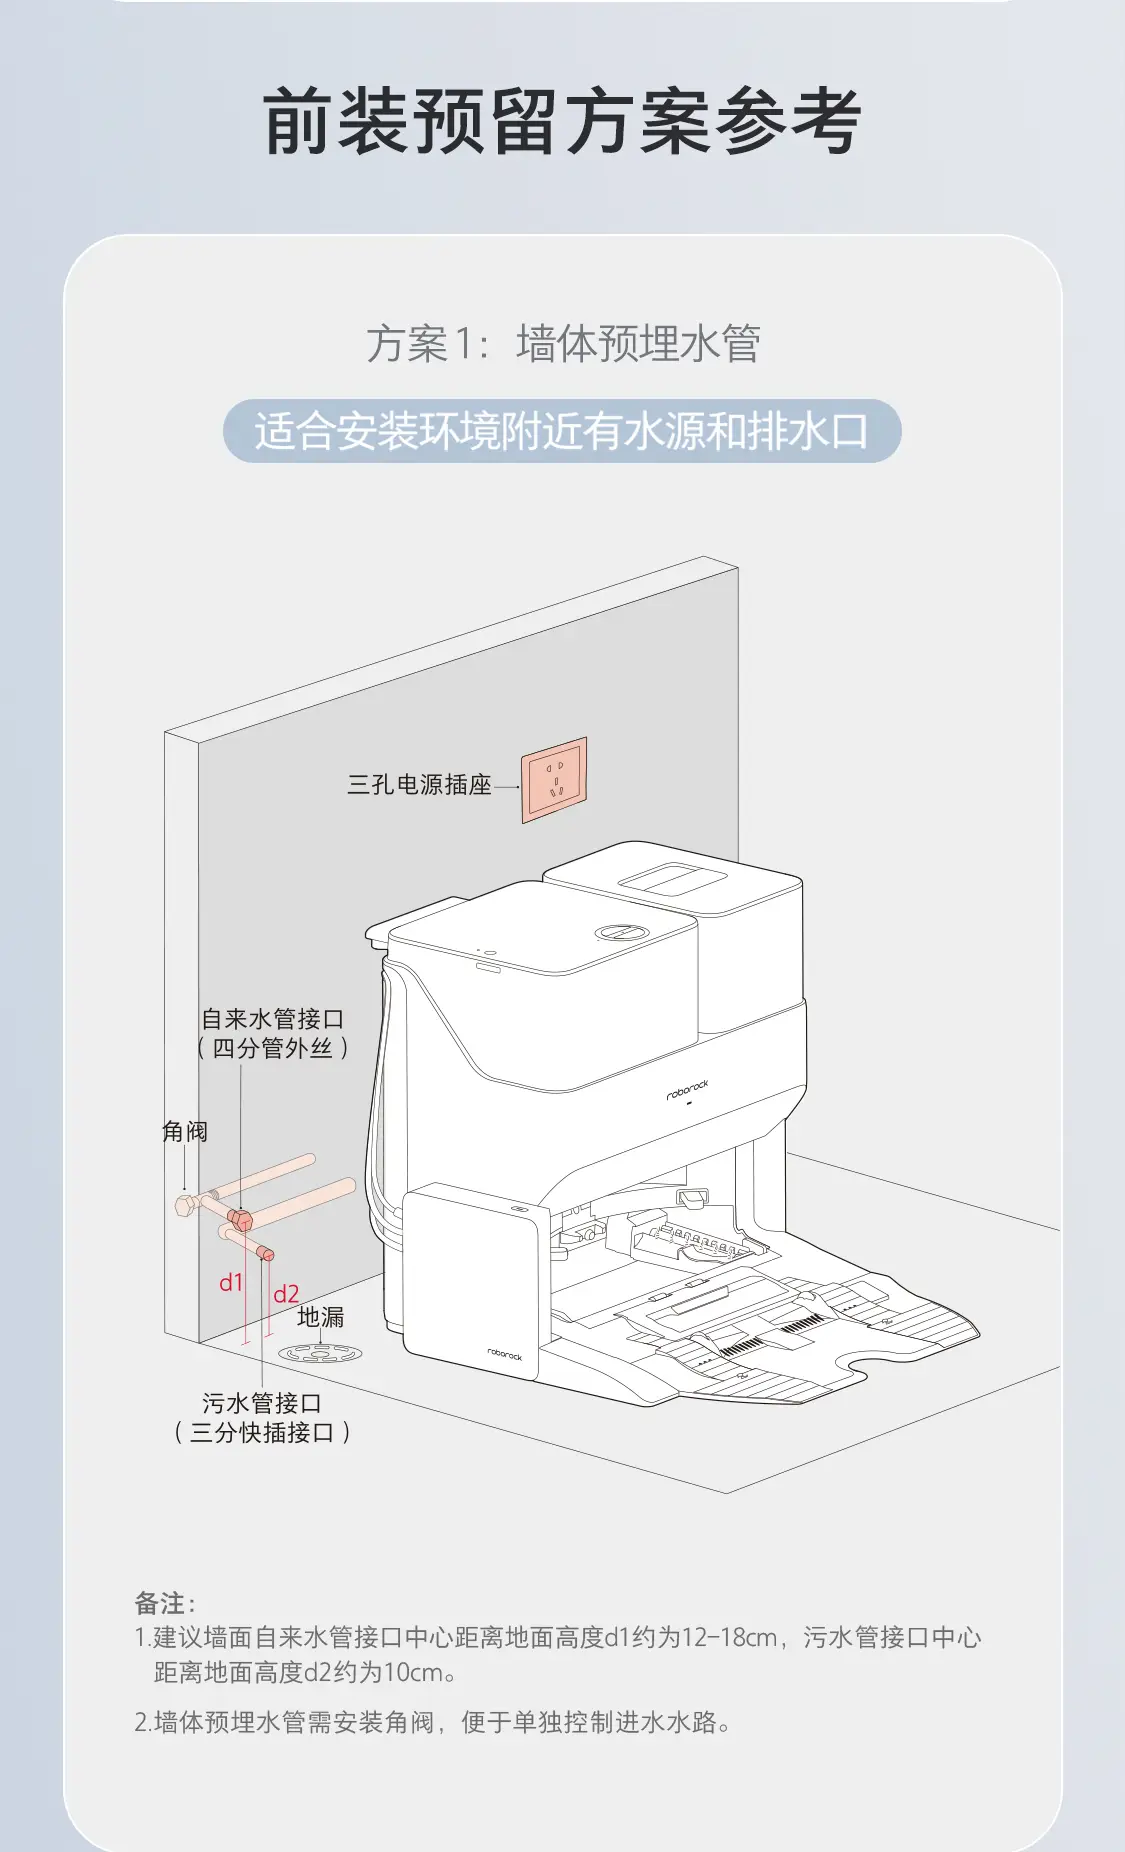 前装预留方案参考
方案1：墙体预埋水管
适合安装环境附近有水源和排水口
三孔电源插座
自来水管接口
（四分管外丝）
角阀
roborock
d1
d2
地漏
roborock
污水管接口
（三分快插接口）
备注：
1.建议墙面自来水管接口中心距离地面高度d1约为12-18cm，污水管接口中心
距离地面高度d2约为10cm。
2.墙体预埋水管需安装角阀，便于单独控制进水水路。